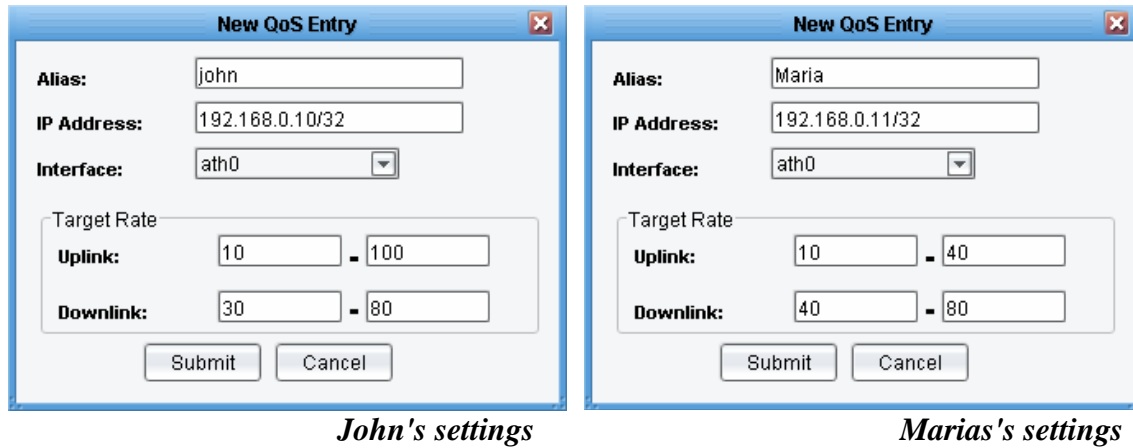 New QoS Entry
Alias: john
IP Address: 192.168.0.10/32
Interface: ath0
Target Rate
Uplink: 10 - 100
Downlink: 30 - 80
Submit Cancel
John's settings
New QoS Entry
Alias: Maria
IP Address: 192.168.0.11/32
Interface: ath0
Target Rate
Uplink: 10 - 40
Downlink: 40 - 80
Submit Cancel
Marias's settings